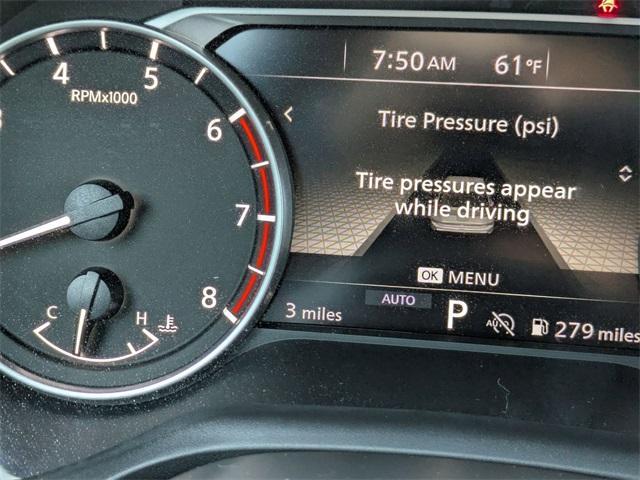 7:50 AM 61°F
4 5 6 7 8
RPMx1000
Tire Pressure (psi)
Tire pressures appear
while driving
OK MENU
C H
AUTO
3 miles P AUTO 279 miles